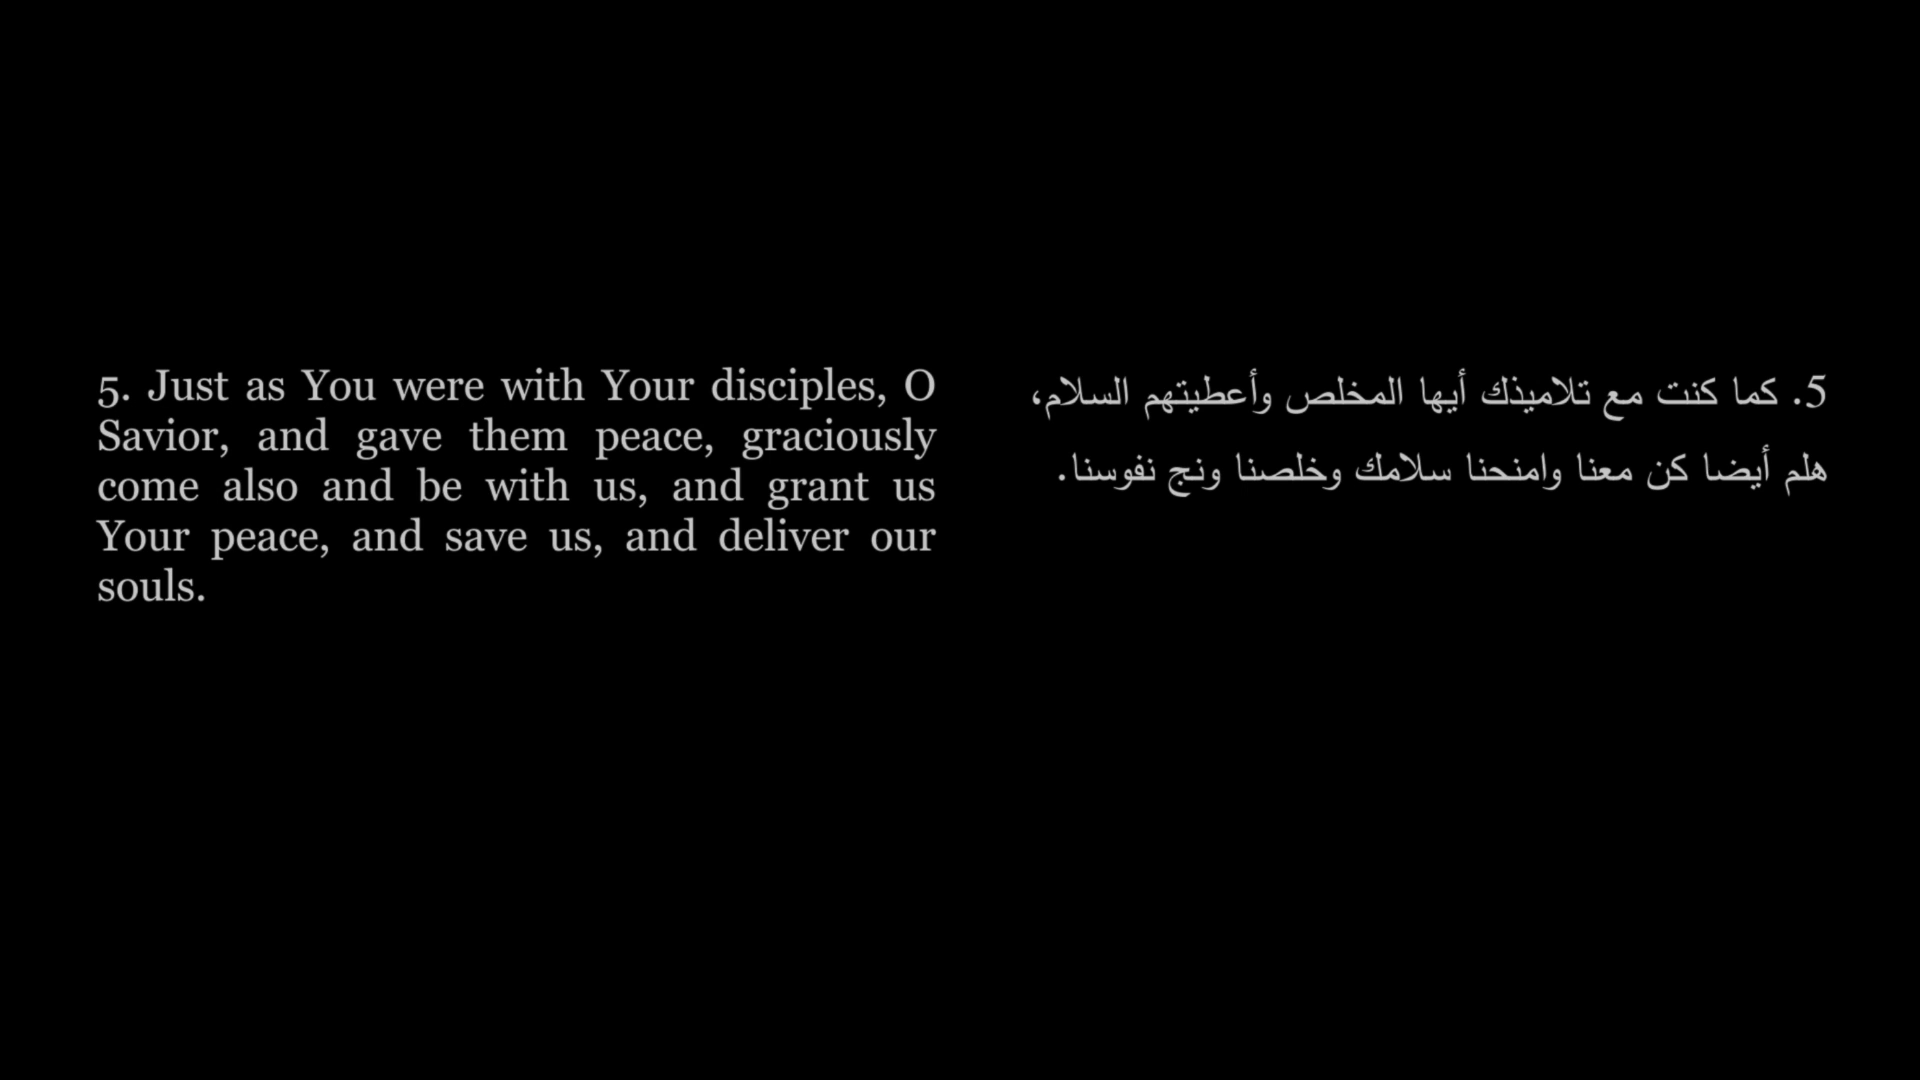 5. Just as You were with Your disciples, O
Savior, and gave them peace, graciously
come also and be with us, and grant us
Your peace, and save us, and deliver our
souls.
5. كما كنت مع تلاميذك أيها المخلص وأعطيتهم السلام،
هلم أيضا كن معنا وامنحنا سلامك وخلصنا ونج نفوسنا.